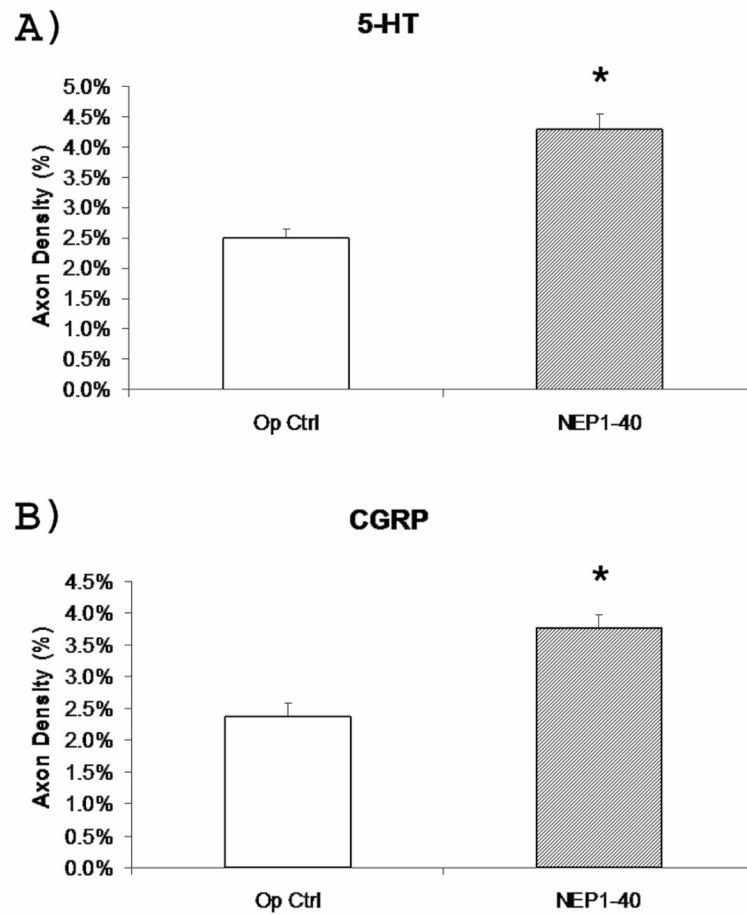 A)
5-HT
*
5.0%
4.5%
4.0%
3.5%
3.0%
2.5%
2.0%
1.5%
1.0%
0.5%
0.0%
Axon Density (%)
Op Ctrl NEP1-40
B)
CGRP
*
4.5%
4.0%
3.5%
3.0%
2.5%
2.0%
1.5%
1.0%
0.5%
0.0%
Axon Density (%)
Op Ctrl NEP1-40